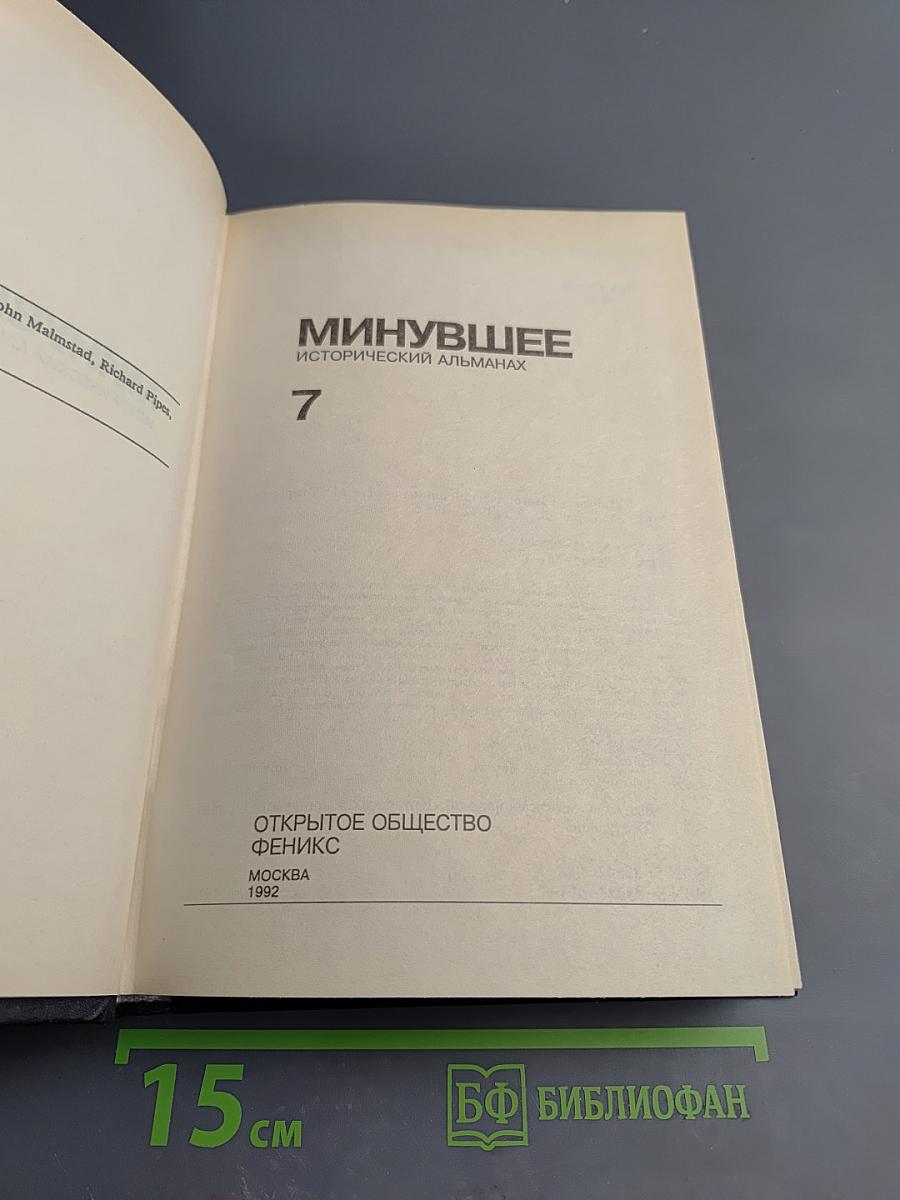 ohn Malmstad, Richard Pipes,
МИНУВШЕЕ
ИСТОРИЧЕСКИЙ АЛЬМАНАХ
7
ОТКРЫТОЕ ОБЩЕСТВО
ФЕНИКС
МОСКВА
1992
15 см
БФ БИБЛИОФАН